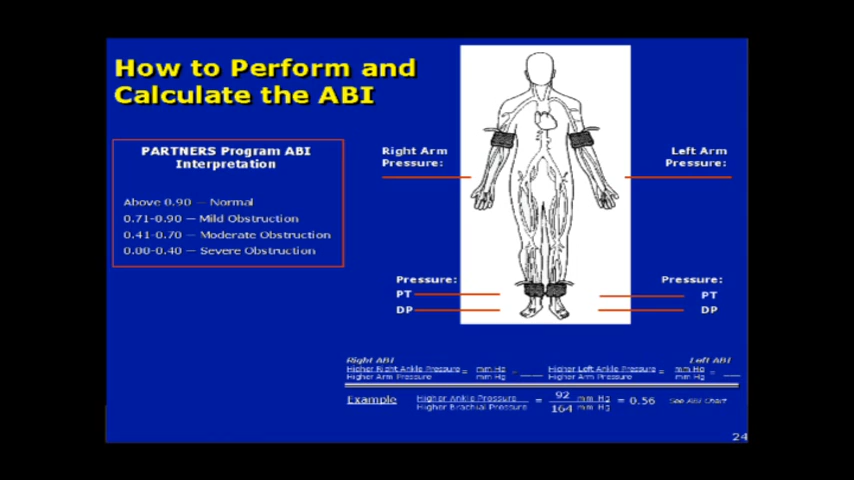 How to Perform and
Calculate the ABI
PARTNERS Program ABI
Interpretation
Above 0.90 — Normal
0.71-0.90 — Mild Obstruction
0.41-0.70 — Moderate Obstruction
0.00-0.40 — Severe Obstruction
Right Arm
Pressure:
Left Arm
Pressure:
Pressure:
PT
DP
Pressure:
PT
DP
Right ABI
Left ABI
Higher Right Ankle Pressure = mm Hg = Higher Left Ankle Pressure = mm Hg =
Higher Arm Pressure mm Hg Higher Arm Pressure mm Hg
Example Higher Ankle Pressure = 92 mm Hg = 0.56 See ABI Chart
Higher Brachial Pressure 164 mm Hg
24